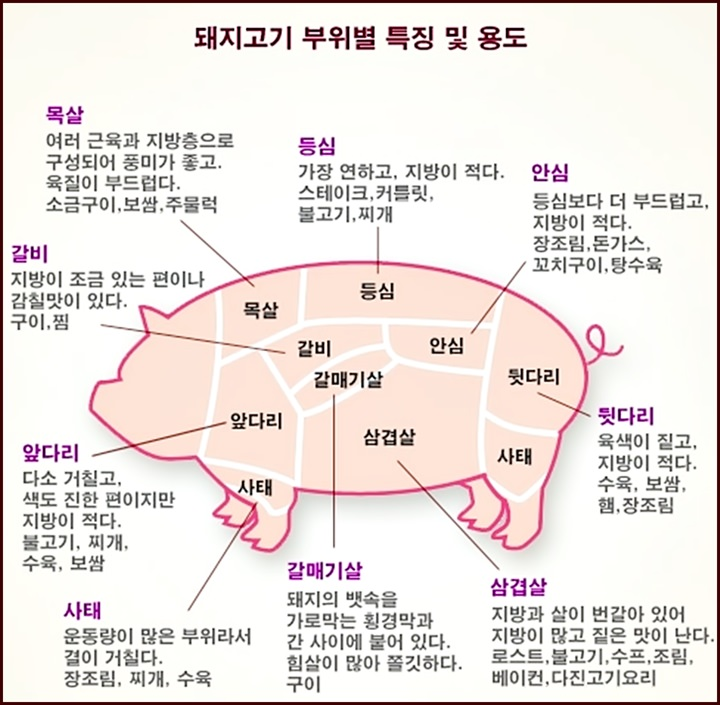 돼지고기 부위별 특징 및 용도
목살
여러 근육과 지방층으로
구성되어 풍미가 좋고.
육질이 부드럽다.
소금구이,보쌈,주물럭
등심
가장 연하고, 지방이 적다.
스테이크,커틀릿,
불고기,찌개
안심
등심보다 더 부드럽고,
지방이 적다.
장조림,돈가스,
꼬치구이,탕수육
갈비
지방이 조금 있는 편이나
감칠맛이 있다.
구이,찜
목살
등심
갈비
안심
갈매기살
뒷다리
앞다리
삼겹살
사태
사태
뒷다리
육색이 짙고,
지방이 적다.
수육, 보쌈,
햄,장조림
앞다리
다소 거칠고,
색도 진한 편이지만
지방이 적다.
불고기, 찌개,
수육, 보쌈
사태
운동량이 많은 부위라서
결이 거칠다.
장조림, 찌개, 수육
갈매기살
돼지의 뱃속을
가로막는 횡경막과
간 사이에 붙어 있다.
힘살이 많아 쫄깃하다.
구이
삼겹살
지방과 살이 번갈아 있어
지방이 많고 짙은 맛이 난다.
로스트,불고기,수프,조림,
베이컨,다진고기요리